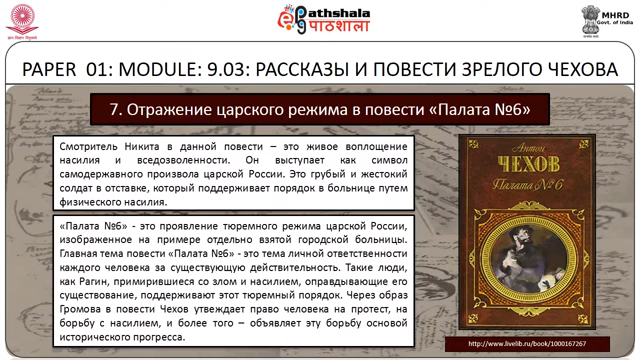 Pathshala
पाठशाला
MHRD
Govt. of India
PAPER 01: MODULE: 9.03: РАССКАЗЫ И ПОВЕСТИ ЗРЕЛОГО ЧЕХОВА
7. Отражение царского режима в повести «Палата №6»
Смотритель Никита в данной повести – это живое воплощение
насилия и вседозволенности. Он выступает как символ
самодержавного произвола царской России. Это грубый и жестокий
солдат в отставке, который поддерживает порядок в больнице путем
физического насилия.
«Палата №6» - это проявление тюремного режима царской России,
изображенное на примере отдельно взятой городской больницы.
Главная тема повести «Палата №6» - это тема личной ответственности
каждого человека за существующую действительность. Такие люди,
как Рагин, примирившиеся со злом и насилием, оправдывающие его
существование, поддерживают этот тюремный порядок. Через образ
Громова в повести Чехов утвеждает право человека на протест, на
борьбу с насилием, и более того – объявляет эту борьбу основой
исторического прогресса.
Антон
ЧЕХОВ
Палата № 6
http://www.livelib.ru/book/1000167267